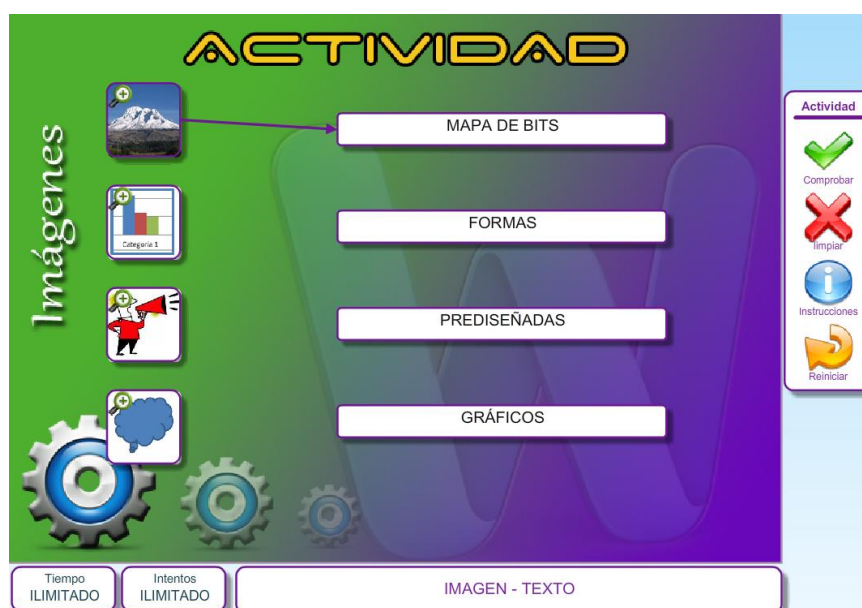 ACTIVIDAD
Imágenes
MAPA DE BITS
Categoría 1
FORMAS
PREDISEÑADAS
GRÁFICOS
Actividad
Comprobar
limpiar
Instrucciones
Reiniciar
Tiempo
ILIMITADO
Intentos
ILIMITADO
IMAGEN - TEXTO